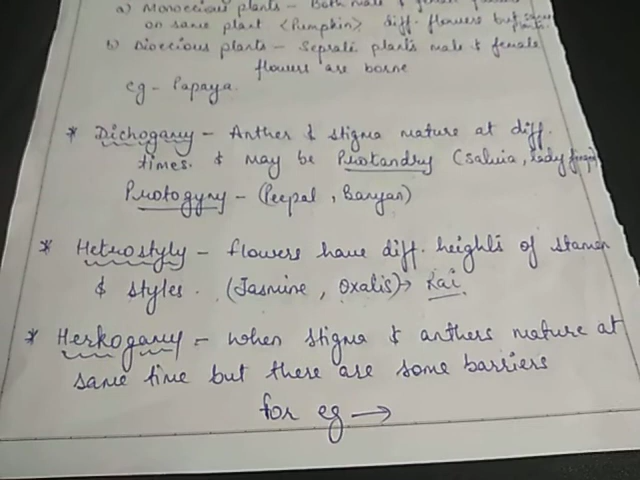 a) Monoecious plants - Both male &
on same plant <Pumpkin> diff. flowers but same
b) Dioecious plants - Seprate plants male & female
flowers are borne
eg - Papaya.
* Dichogamy - Anther & stigma mature at diff.
times. & may be Protandry (Salvia, lady finger)
Protogyny - (Peepal, Banyan)
* Hetrostyly - flowers have diff. heights of stamen
& styles. (Jasmine, Oxalis)→ Kai
* Herkogamy - when stigma & anthers mature at
same time but there are some barriers
for eg →